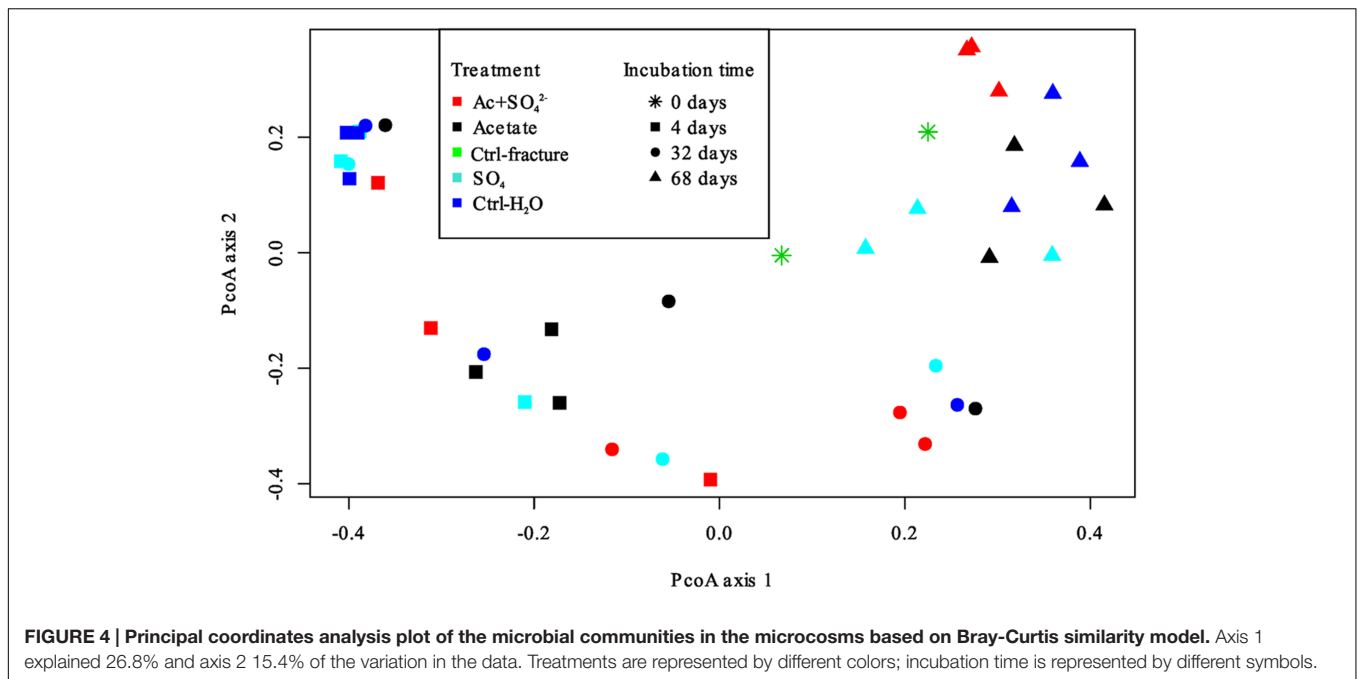 Treatment Incubation time
Ac+SO₄²⁻ 0 days
Acetate 4 days
Ctrl-fracture 32 days
SO₄ 68 days
Ctrl-H₂O
PcoA axis 2
0.2
0.0
-0.2
-0.4
-0.4 -0.2 0.0 0.2 0.4
PcoA axis 1
FIGURE 4 | Principal coordinates analysis plot of the microbial communities in the microcosms based on Bray-Curtis similarity model. Axis 1
explained 26.8% and axis 2 15.4% of the variation in the data. Treatments are represented by different colors; incubation time is represented by different symbols.